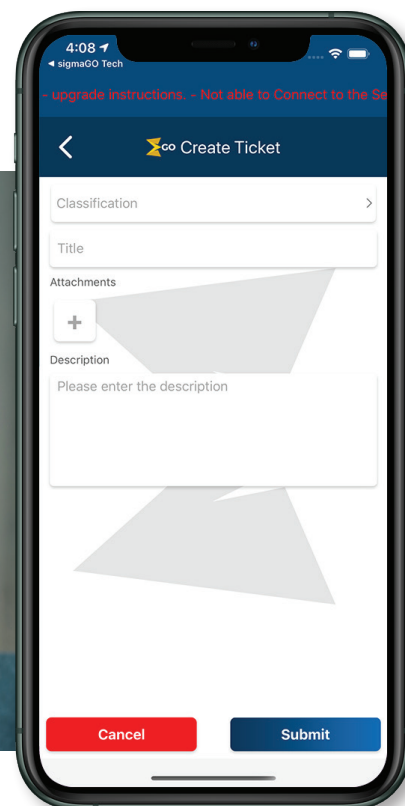 4:08
◀ sigmaGO Tech
- upgrade instructions. - Not able to Connect to the Se
GO Create Ticket
Classification
Title
Attachments
+
Description
Please enter the description
Cancel
Submit